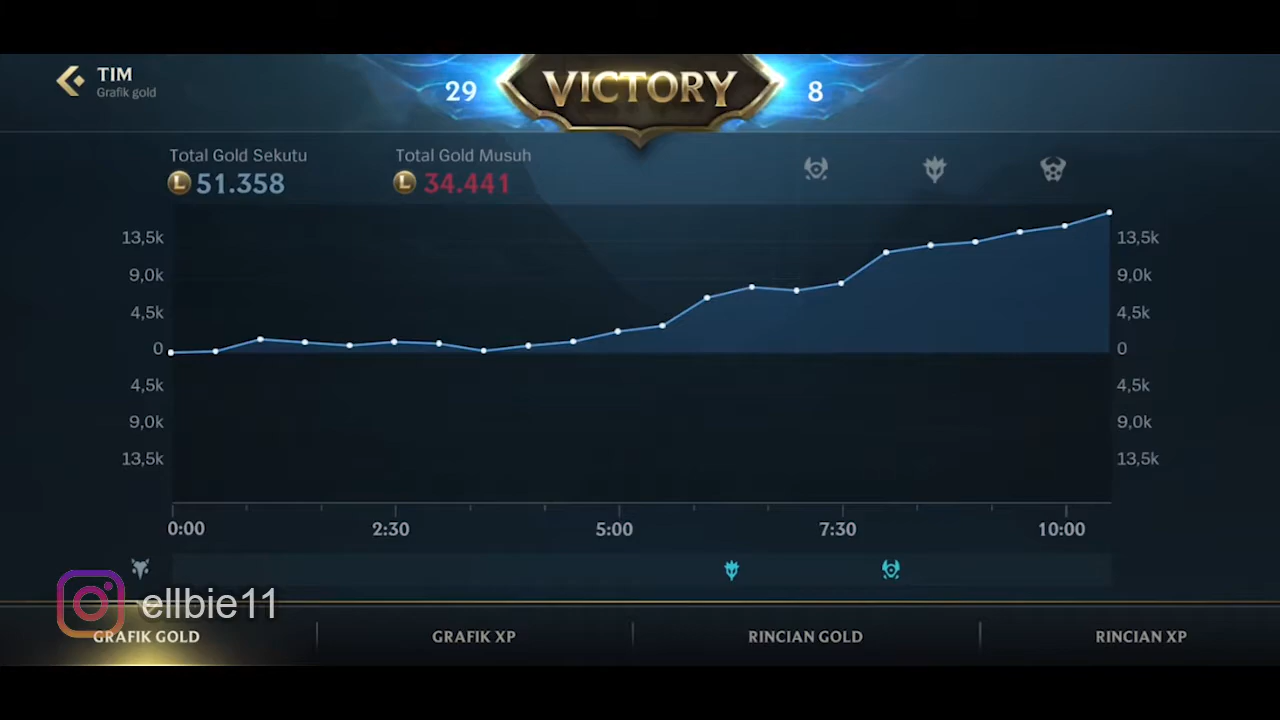 TIM
Grafik gold
29
VICTORY
8
Total Gold Sekutu
L 51.358
Total Gold Musuh
L 34.441
13,5k
9,0k
4,5k
0
4,5k
9,0k
13,5k
13,5k
9,0k
4,5k
0
4,5k
9,0k
13,5k
0:00 2:30 5:00 7:30 10:00
ellbie11
GRAFIK GOLD GRAFIK XP RINCIAN GOLD RINCIAN XP